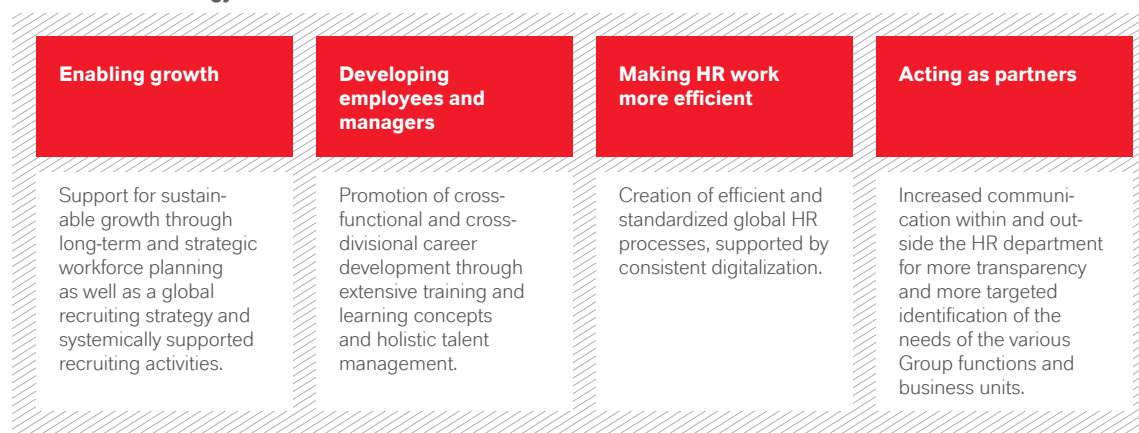 Enabling growth
Support for sustain-
able growth through
long-term and strategic
workforce planning
as well as a global
recruiting strategy and
systemically supported
recruiting activities.
Developing
employees and
managers
Promotion of cross-
functional and cross-
divisional career
development through
extensive training and
learning concepts
and holistic talent
management.
Making HR work
more efficient
Creation of efficient and
standardized global HR
processes, supported by
consistent digitalization.
Acting as partners
Increased communi-
cation within and out-
side the HR department
for more transparency
and more targeted
identification of the
needs of the various
Group functions and
business units.